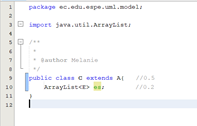 1 package ec.edu.espe.uml.model;
2
3 import java.util.ArrayList;
4
5 /**
6 *
7 * @author Melanie
8 */
9 public class C extends A{ //0.5
10 ArrayList<E> es; //0.2
11 }
12